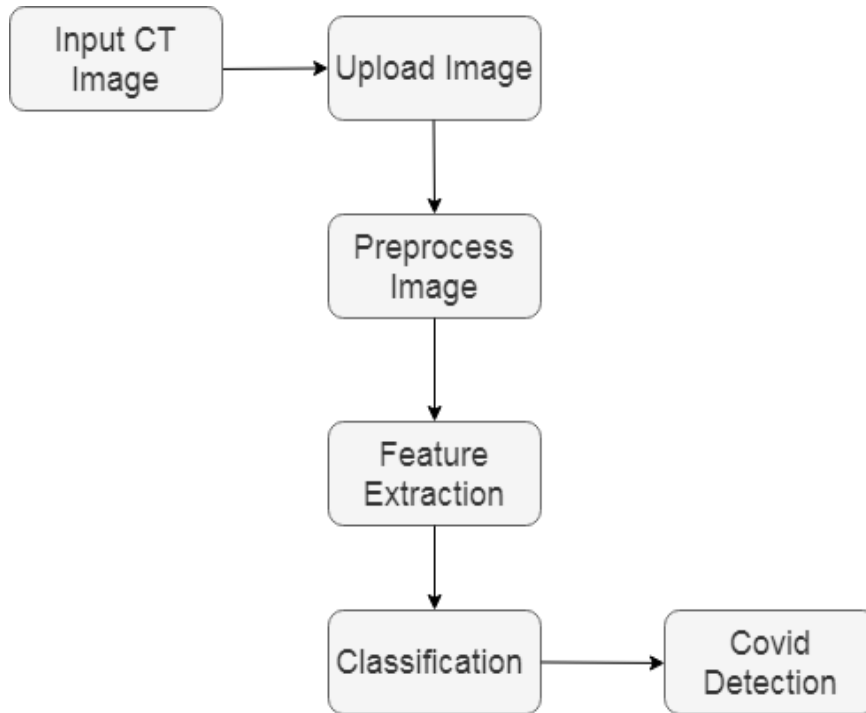 Input CT
Image
Upload Image
Preprocess
Image
Feature
Extraction
Classification
Covid
Detection